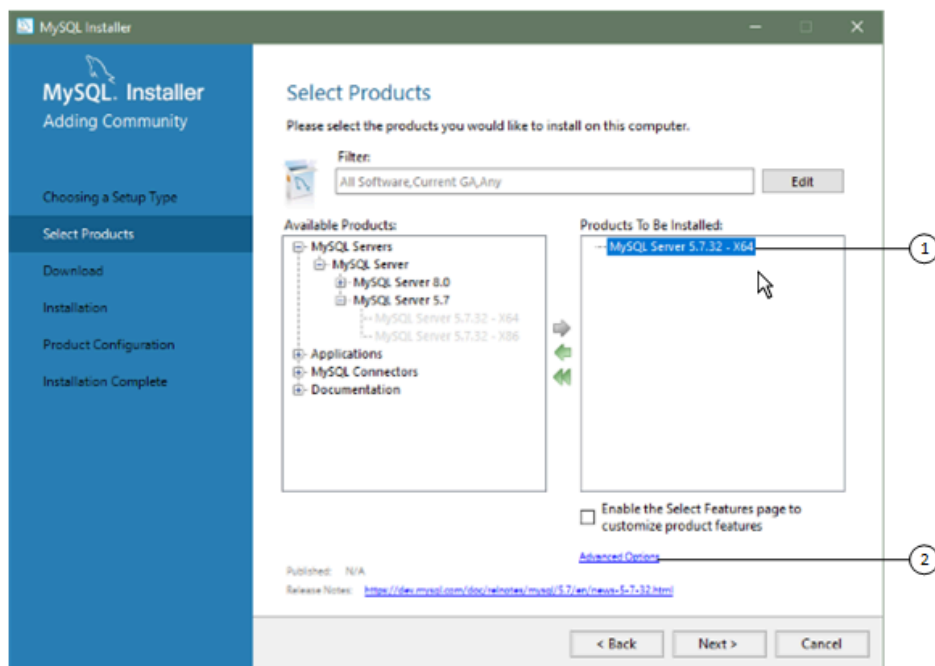 MySQL Installer
MySQL. Installer
Adding Community
Choosing a Setup Type
Select Products
Download
Installation
Product Configuration
Installation Complete
Select Products
Please select the products you would like to install on this computer.
Filter:
All Software,Current GA,Any
Edit
Available Products:
MySQL Servers
MySQL Server
MySQL Server 8.0
MySQL Server 5.7
MySQL Server 5.7.32 - X64
MySQL Server 5.7.32 - X86
Applications
MySQL Connectors
Documentation
Products To Be Installed:
MySQL Server 5.7.32 - X64
1
Enable the Select Features page to
customize product features
Advanced Options
2
Published: N/A
Release Notes: https://dev.mysql.com/doc/relnotes/mysql/5.7/en/news-5-7-32.html
< Back
Next >
Cancel